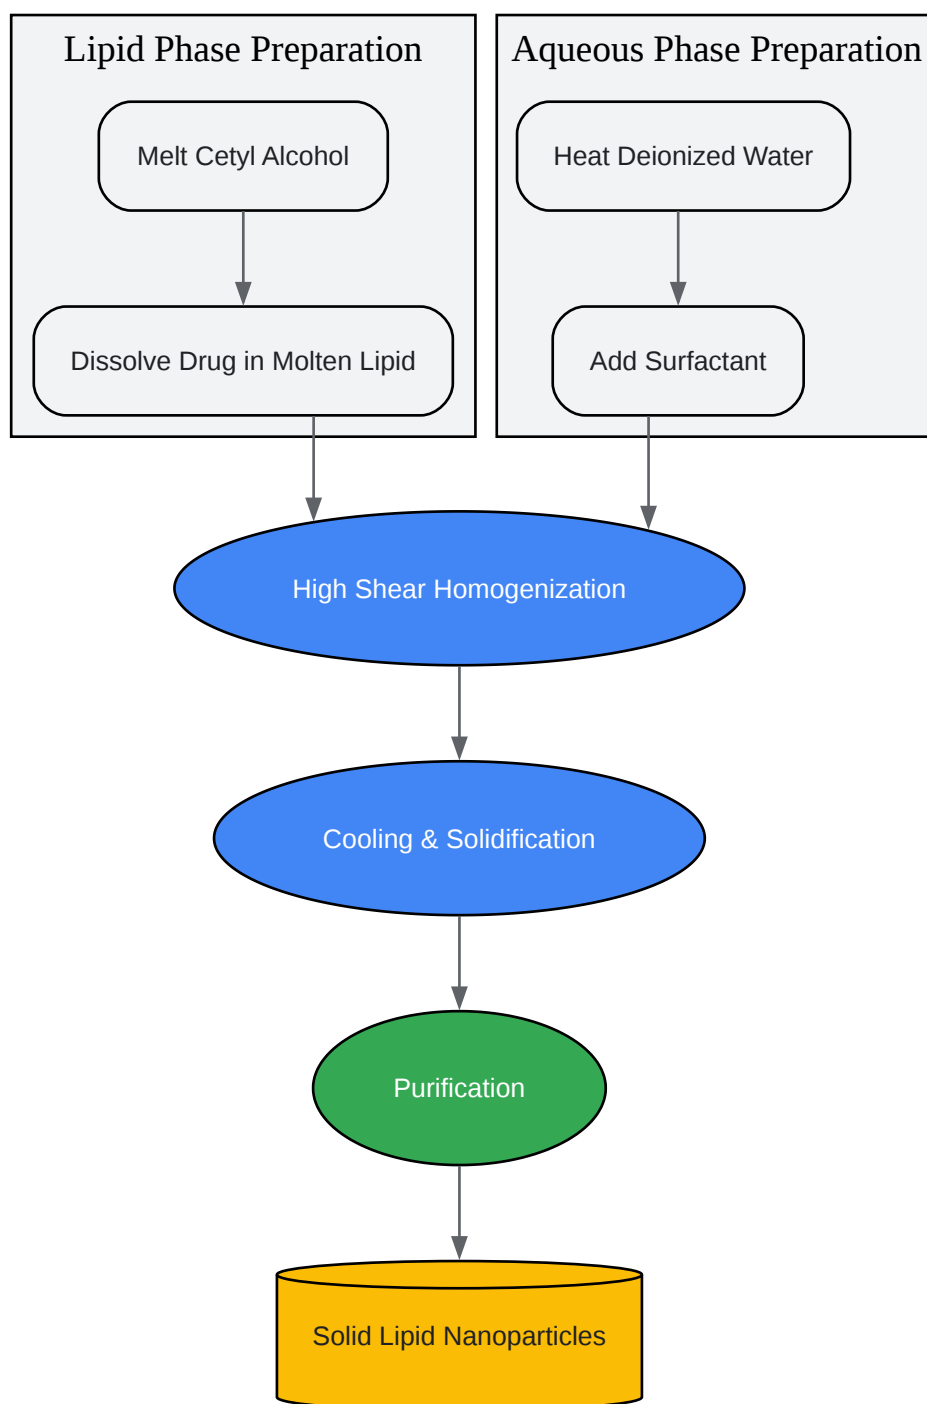 Lipid Phase Preparation
Melt Cetyl Alcohol
Dissolve Drug in Molten Lipid
Aqueous Phase Preparation
Heat Deionized Water
Add Surfactant
High Shear Homogenization
Cooling & Solidification
Purification
Solid Lipid Nanoparticles